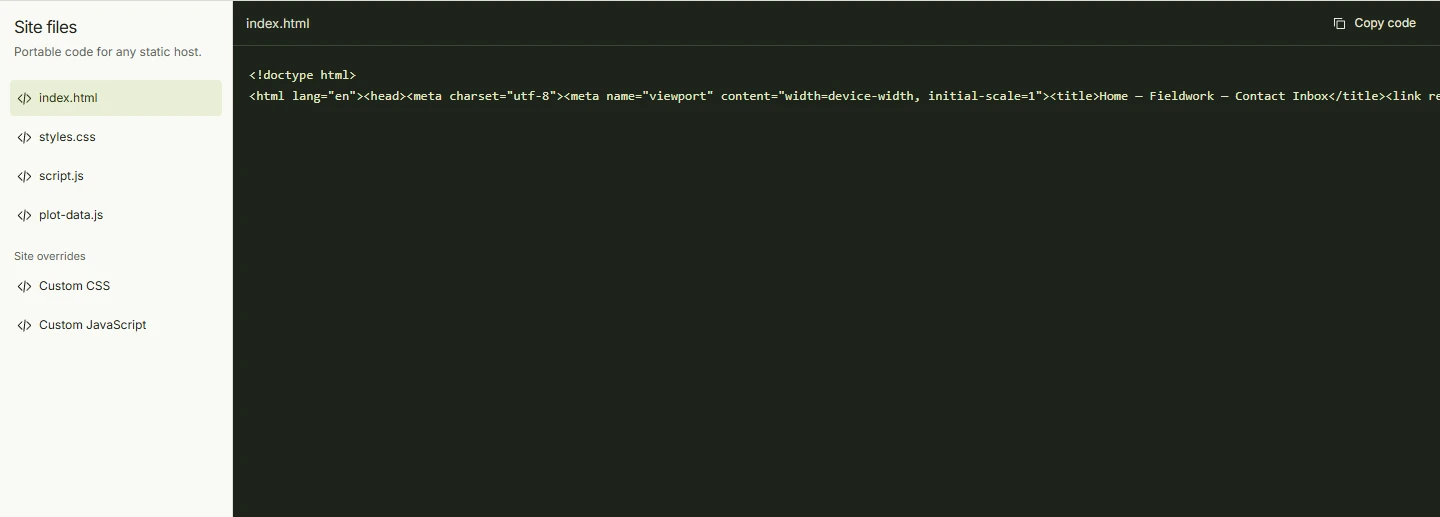 Site files
Portable code for any static host.
index.html
styles.css
script.js
plot-data.js
Site overrides
Custom CSS
Custom JavaScript
index.html
Copy code
<!doctype html>
<html lang="en"><head><meta charset="utf-8"><meta name="viewport" content="width=device-width, initial-scale=1"><title>Home — Fieldwork — Contact Inbox</title><link re